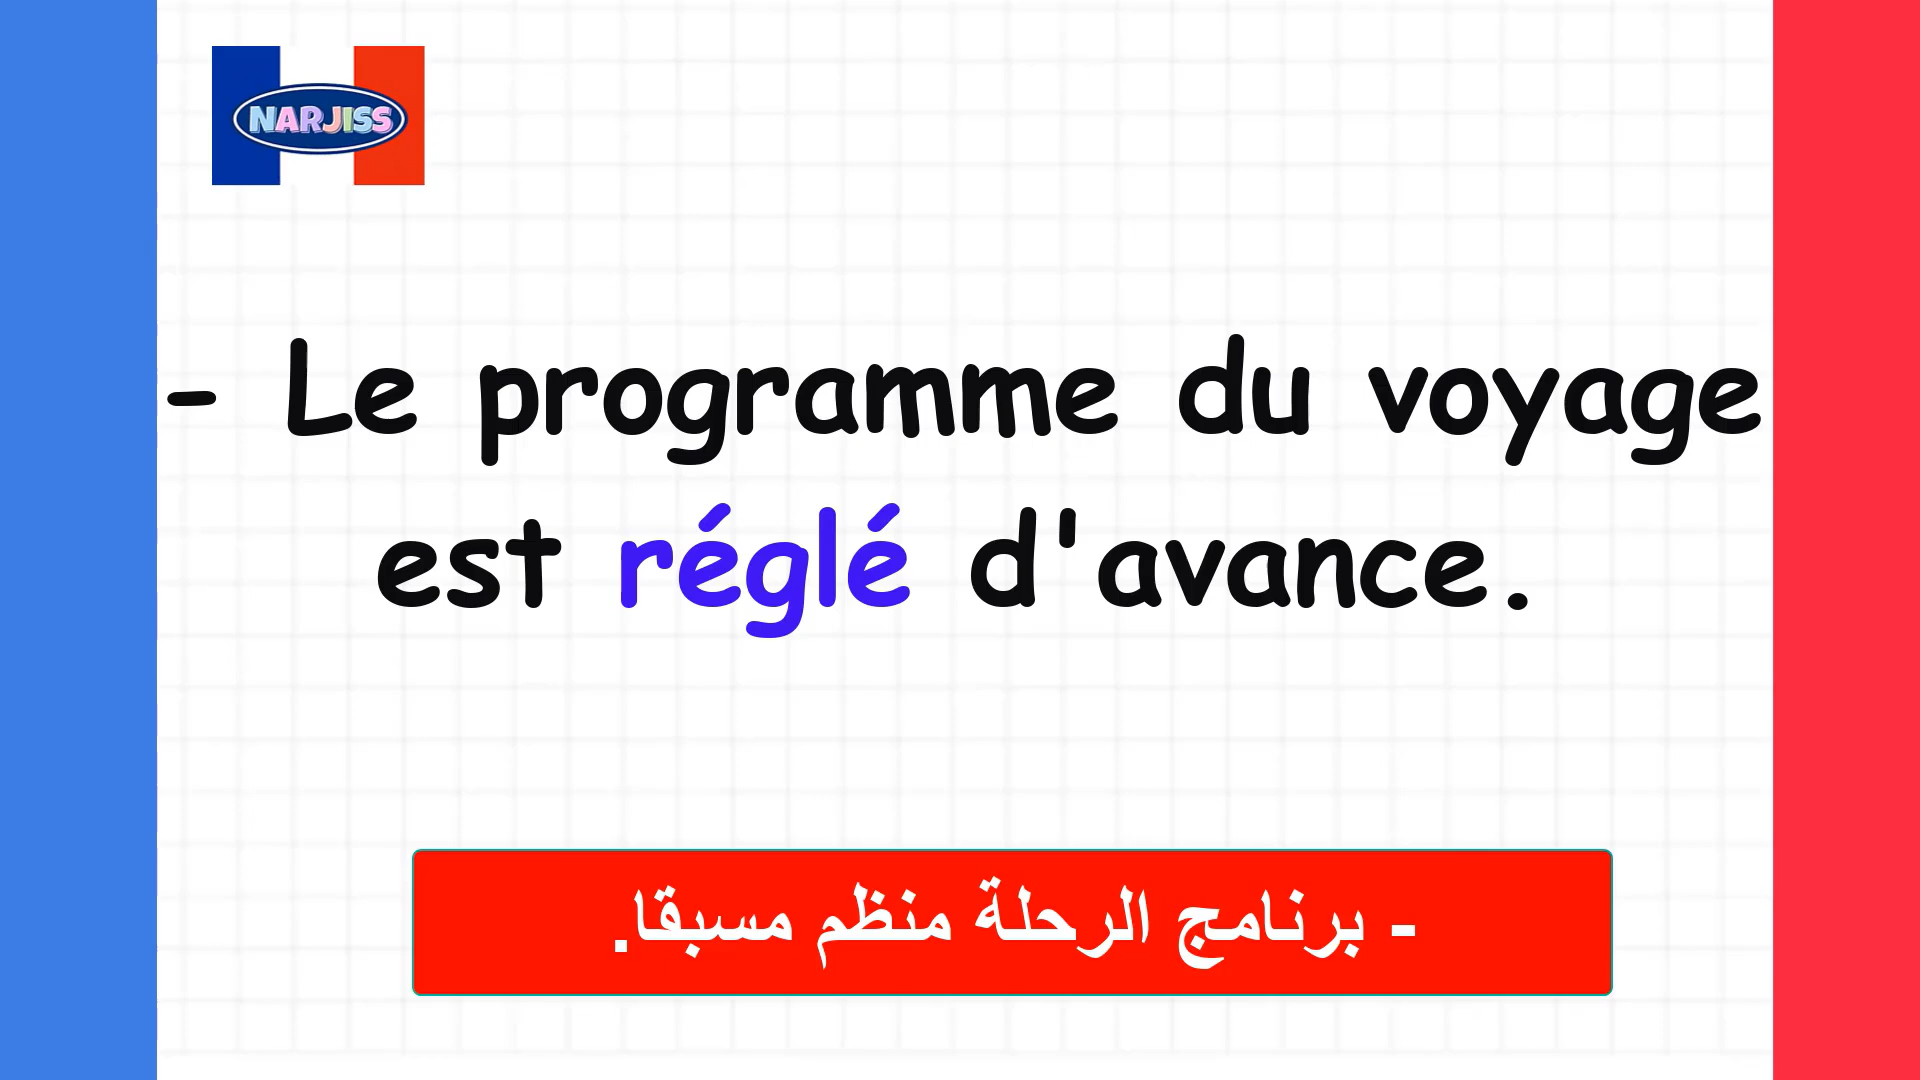 NARJISS
- Le programme du voyage
est réglé d'avance.
- برنامج الرحلة منظم مسبقا.